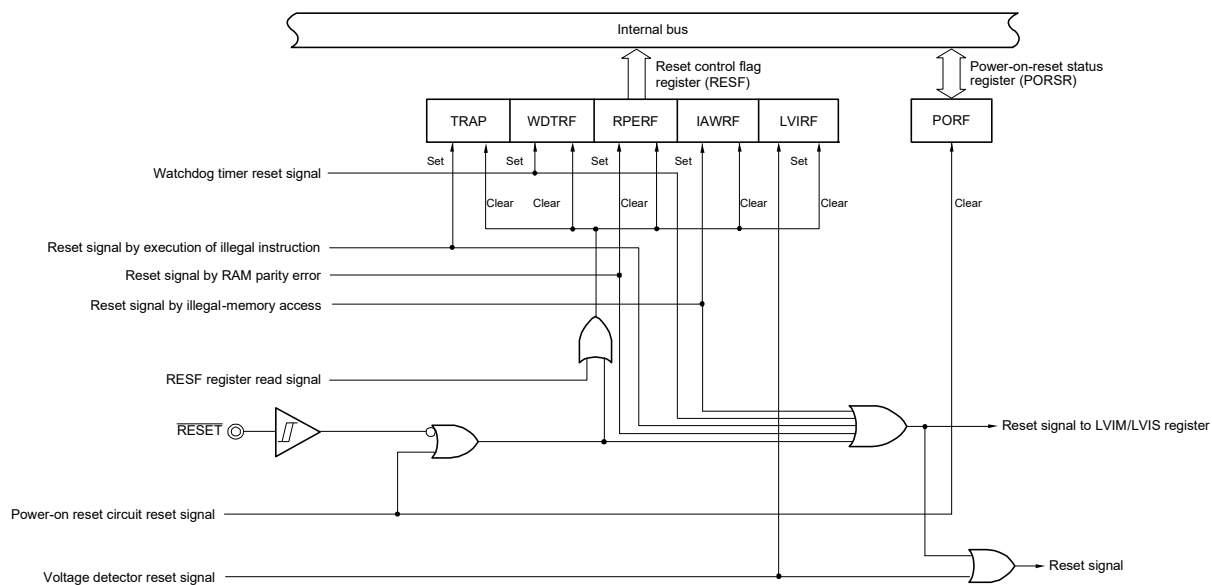 Internal bus
Reset control flag
register (RESF)
Power-on-reset status
register (PORSR)
TRAP WDTRF RPERF IAWRF LVIRF PORF
Set Set Set Set Set
Watchdog timer reset signal
Clear Clear Clear Clear Clear Clear
Reset signal by execution of illegal instruction
Reset signal by RAM parity error
Reset signal by illegal-memory access
RESF register read signal
RESET
Reset signal to LVIM/LVIS register
Power-on reset circuit reset signal
Voltage detector reset signal
Reset signal